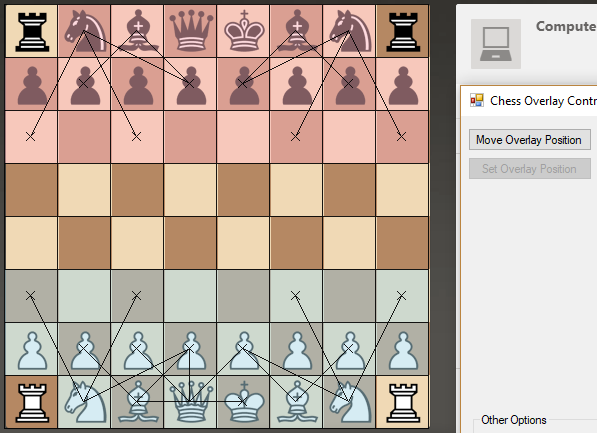 Compute
Chess Overlay Contr
Move Overlay Position
Set Overlay Position
Other Options